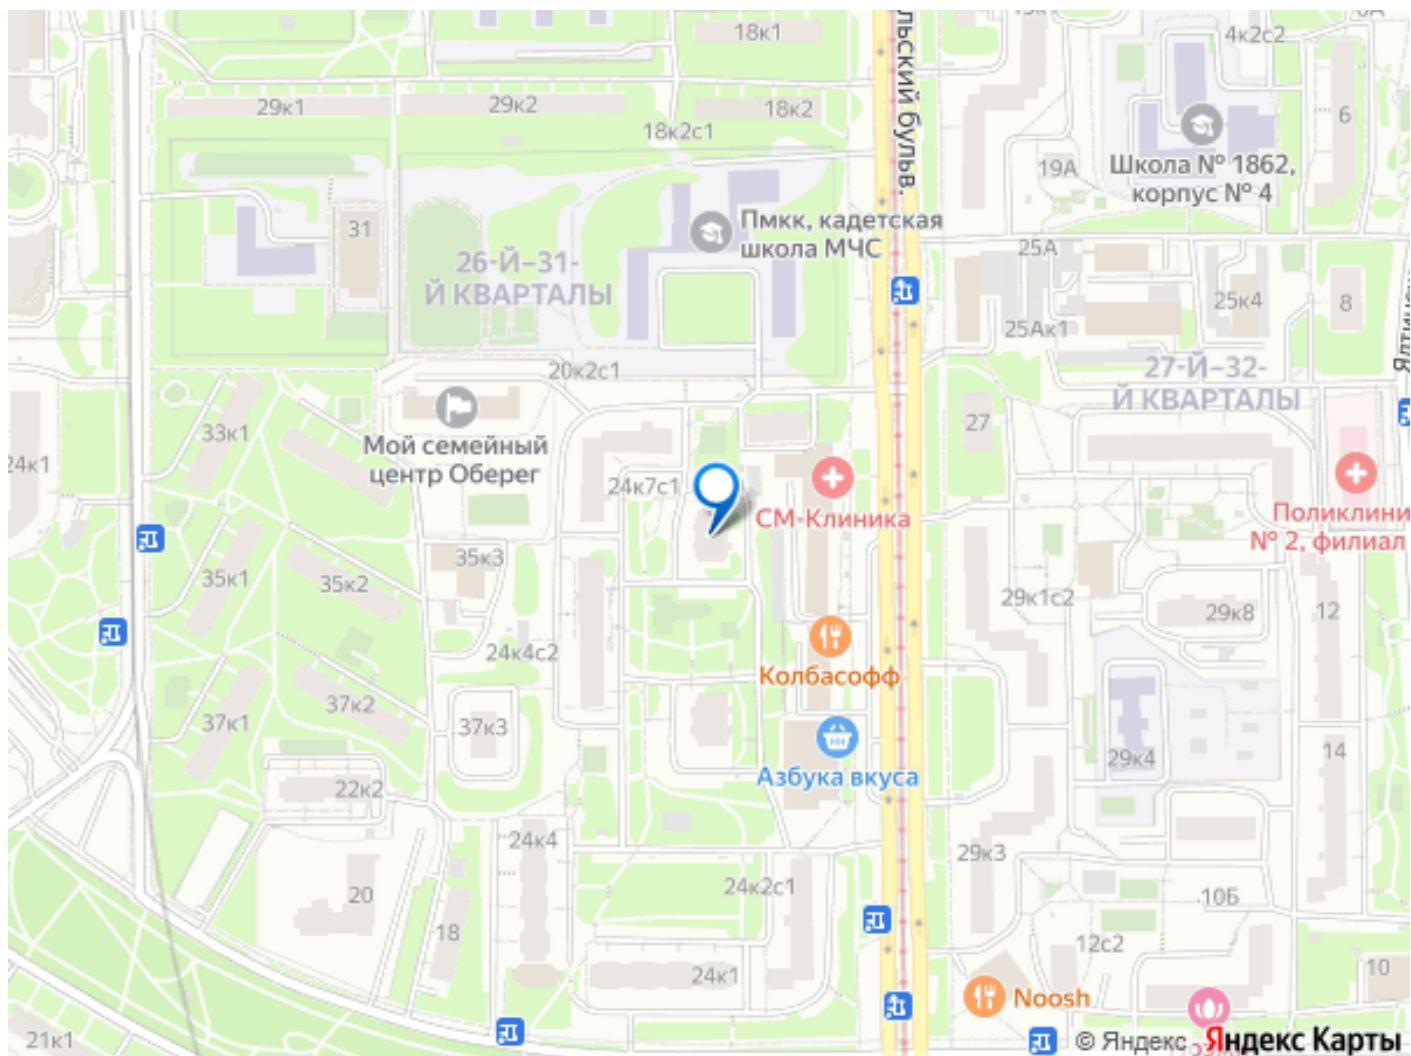 18к1
4к2с2
льский бульв.
29к1
29к2
18к2
6
18к2с1
19А
Школа № 1862,
корпус № 4
31
Пмкк, кадетская
школа МЧС
25А
26-Й–31-
Й КВАРТАЛЫ
25к4
8
25Ак1
20к2с1
27-Й–32-
Й КВАРТАЛЫ
33к1
27
Мой семейный
центр Оберег
24к1
24к7с1
СМ-Клиника
Поликлини
№ 2, филиал
35к3
35к1
35к2
29к1с2
29к8
12
24к4с2
Колбасофф
37к1
37к2
37к3
29к4
14
Азбука вкуса
22к2
24к4
29к3
20
24к2с1
10Б
18
12с2
24к1
10
Noosh
21к1
© Яндекс Яндекс Карты